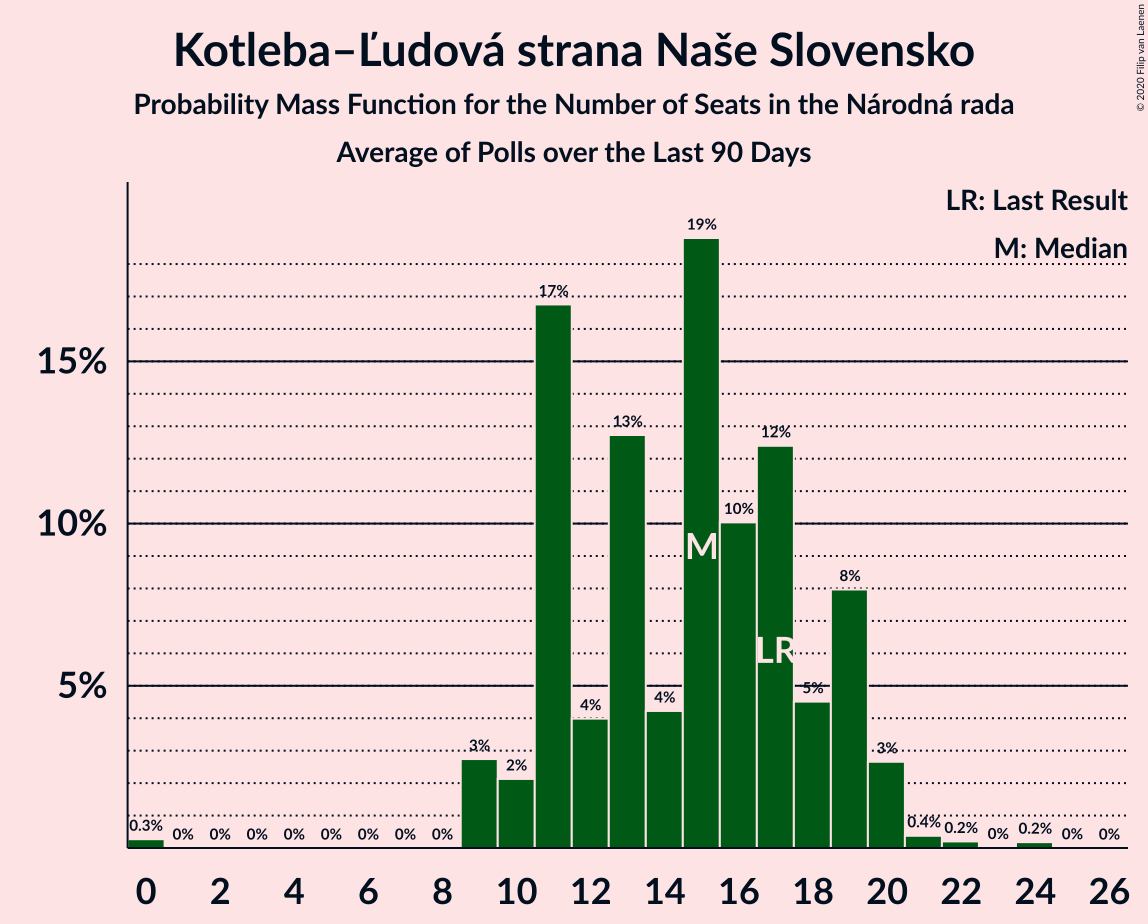 Kotleba–Ľudová strana Naše Slovensko
Probability Mass Function for the Number of Seats in the Národná rada
Average of Polls over the Last 90 Days
© 2020 Filip van Laenen
LR: Last Result
M: Median
19%
17%
15%
13%
12%
10%
10%
M
8%
LR
5%
5%
4%
4%
3%
3%
2%
0.3% 0% 0% 0% 0% 0% 0% 0% 0% 0.4% 0.2% 0% 0.2% 0% 0%
0 2 4 6 8 10 12 14 16 18 20 22 24 26